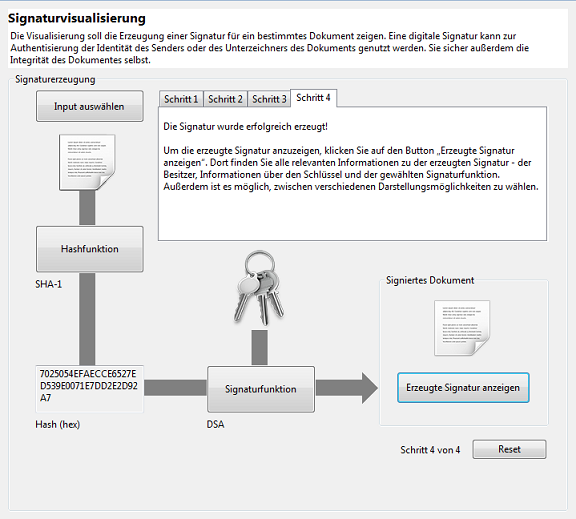 Signaturvisualisierung
Die Visualisierung soll die Erzeugung einer Signatur für ein bestimmtes Dokument zeigen. Eine digitale Signatur kann zur
Authentisierung der Identität des Senders oder des Unterzeichners des Dokuments genutzt werden. Sie sicher außerdem die
Integrität des Dokumentes selbst.
Signaturerzeugung
Input auswählen
Schritt 1
Schritt 2
Schritt 3
Schritt 4
Die Signatur wurde erfolgreich erzeugt!
Um die erzeugte Signatur anzuzeigen, klicken Sie auf den Button „Erzeugte Signatur
anzeigen“. Dort finden Sie alle relevanten Informationen zu der erzeugten Signatur - der
Besitzer, Informationen über den Schlüssel und der gewählten Signaturfunktion.
Außerdem ist es möglich, zwischen verschiedenen Darstellungsmöglichkeiten zu wählen.
Hashfunktion
SHA-1
Signiertes Dokument
7025054EFAECCE6527E
D539E0071E7DD2E2D92
A7
Signaturfunktion
Erzeugte Signatur anzeigen
Hash (hex)
DSA
Schritt 4 von 4
Reset